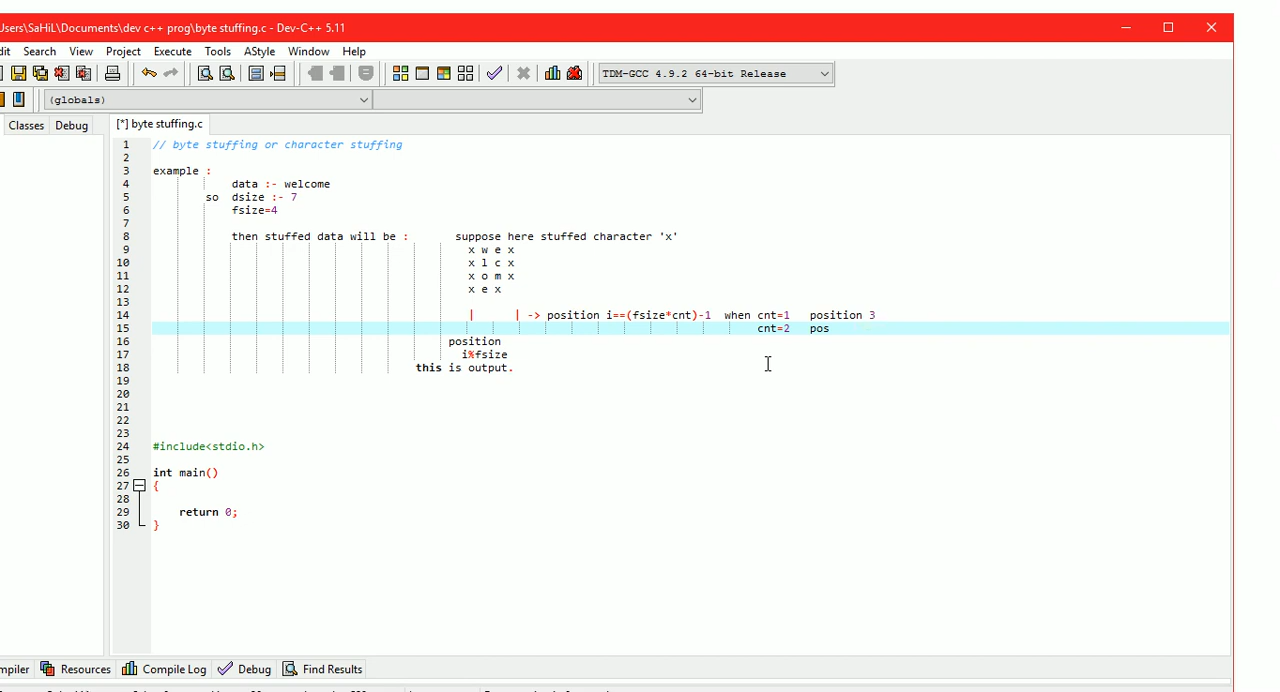 Users\SaHiL\Documents\dev c++ prog\byte stuffing.c - Dev-C++ 5.11
dit Search View Project Execute Tools AStyle Window Help
TDM-GCC 4.9.2 64-bit Release
(globals)
Classes Debug [*] byte stuffing.c
1 // byte stuffing or character stuffing
2
3 example :
4 data :- welcome
5 so dsize :- 7
6 fsize=4
7
8 then stuffed data will be : suppose here stuffed character 'x'
9 x w e x
10 x l c x
11 x o m x
12 x e x
13
14 | | -> position i==(fsize*cnt)-1 when cnt=1 position 3
15 cnt=2 pos
16 position
17 i%fsize
18 this is output.
19
20
21
22
23
24 #include<stdio.h>
25
26 int main()
27 {
28
29 return 0;
30 }
mpiler Resources Compile Log Debug Find Results